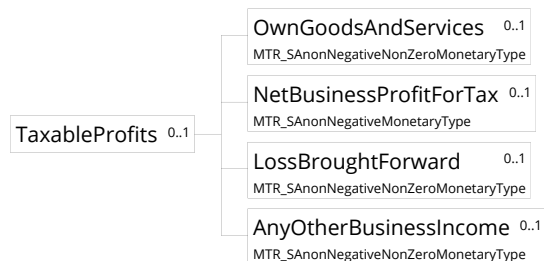 OwnGoodsAndServices 0..1
MTR_SAnonNegativeNonZeroMonetaryType
NetBusinessProfitForTax 0..1
MTR_SAnonNegativeMonetaryType
TaxableProfits 0..1
LossBroughtForward 0..1
MTR_SAnonNegativeNonZeroMonetaryType
AnyOtherBusinessIncome 0..1
MTR_SAnonNegativeNonZeroMonetaryType